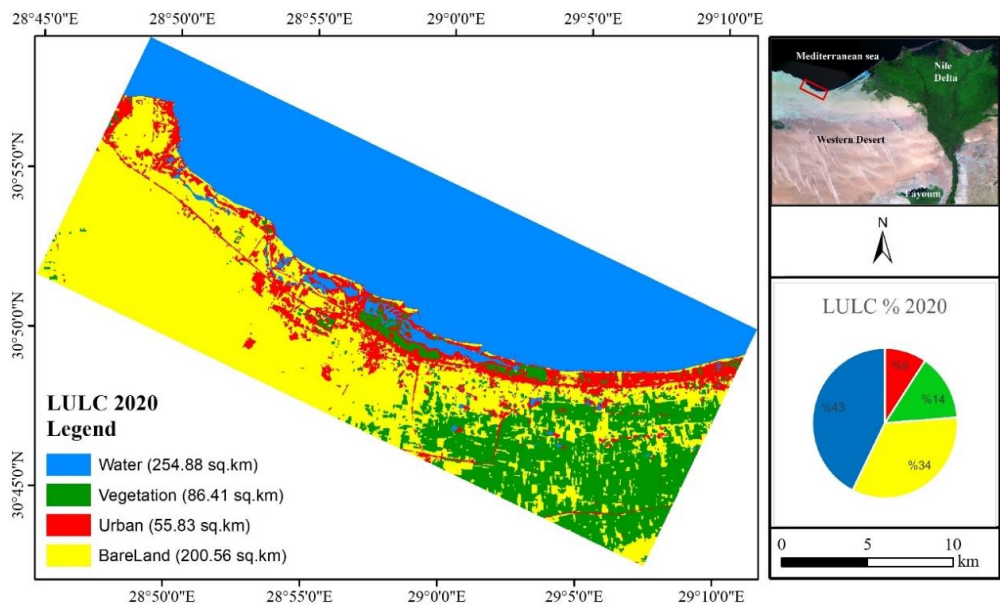 28°45'0"E 28°50'0"E 28°55'0"E 29°0'0"E 29°5'0"E 29°10'0"E
30°55'0"N
30°50'0"N
30°45'0"N
LULC 2020
Legend
Water (254.88 sq.km)
Vegetation (86.41 sq.km)
Urban (55.83 sq.km)
BareLand (200.56 sq.km)
28°50'0"E 28°55'0"E 29°0'0"E 29°5'0"E 29°10'0"E
Mediterranean sea
Nile
Delta
Western Desert
Fayoum
N
LULC % 2020
%9
%14
%43
%34
0 5 10
km